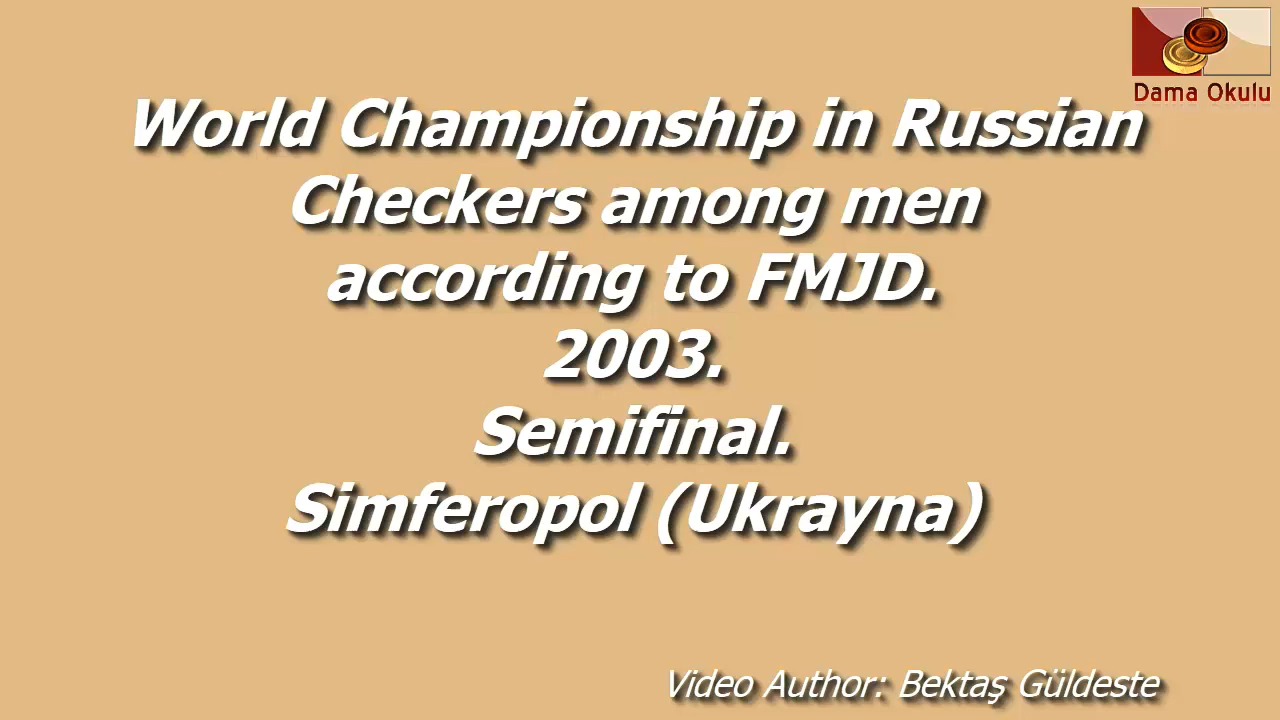 Dama Okulu
World Championship in Russian
Checkers among men
according to FMJD.
2003.
Semifinal.
Simferopol (Ukrayna)
Video Author: Bektaş Güldeste